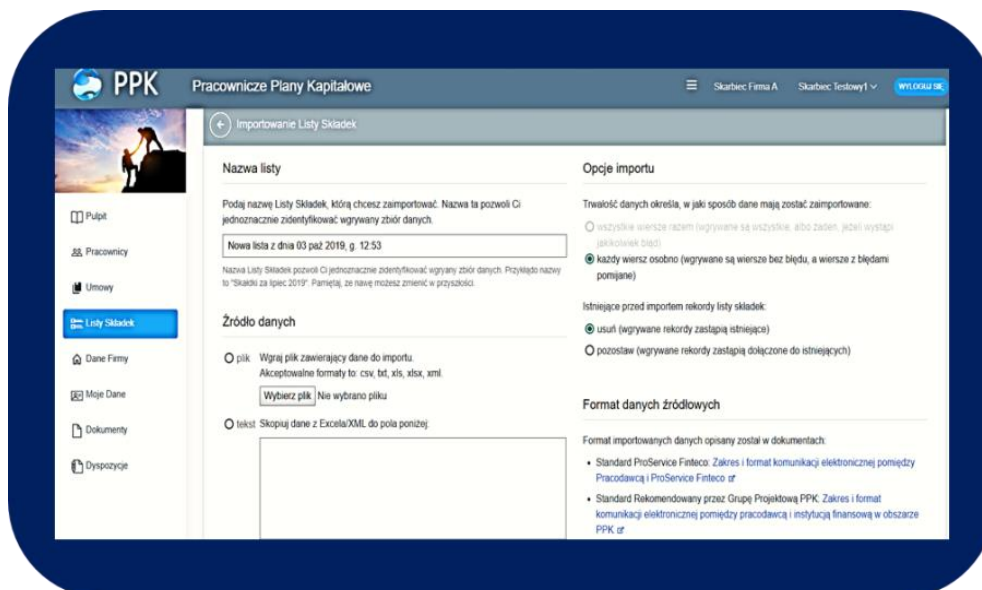 PPK
Pracownicze Plany Kapitałowe
Skarbiec Firma A
Skarbiec Testowy1
WYLOGUJ SIĘ
Importowanie Listy Składek
Pulpit
Pracownicy
Umowy
Listy Składek
Dane Firmy
Moje Dane
Dokumenty
Dyspozycje
Nazwa listy
Podaj nazwę Listy Składek, którą chcesz zaimportować. Nazwa ta pozwoli Ci
jednoznacznie zidentyfikować wgrywany zbiór danych.
Nowa lista z dnia 03 paź 2019, g. 12:53
Nazwa Listy Składek pozwoli Ci jednoznacznie zidentyfikować wgrywany zbiór danych. Przykłądo nazwy
to "Skałdki za lipiec 2019". Pamiętaj, że nawę możesz zmienić w przyszłości.
Źródło danych
plik Wgraj plik zawierający dane do importu.
Akceptowalne formaty to: csv, txt, xls, xlsx, xml.
Wybierz plik Nie wybrano pliku
tekst Skopiuj dane z Excela/XML do pola poniżej:
Opcje importu
Trwałość danych określa, w jaki sposób dane mają zostać zaimportowane:
wszystkie wiersze razem (wgrywane są wszystkie, albo żaden, jeżeli wystąpi
jakikolwiek błąd)
każdy wiersz osobno (wgrywane są wiersze bez błędu, a wiersze z błędami
pomijane)
Istniejące przed importem rekordy listy składek:
usuń (wgrywane rekordy zastąpią istniejące)
pozostaw (wgrywane rekordy zastąpią dołączone do istniejących)
Format danych źródłowych
Format importowanych danych opisany został w dokumentach:
• Standard ProService Finteco: Zakres i format komunikacji elektronicznej pomiędzy
Pracodawcą i ProService Finteco
• Standard Rekomendowany przez Grupę Projektową PPK: Zakres i format
komunikacji elektronicznej pomiędzy pracodawcą i instytucją finansową w obszarze
PPK